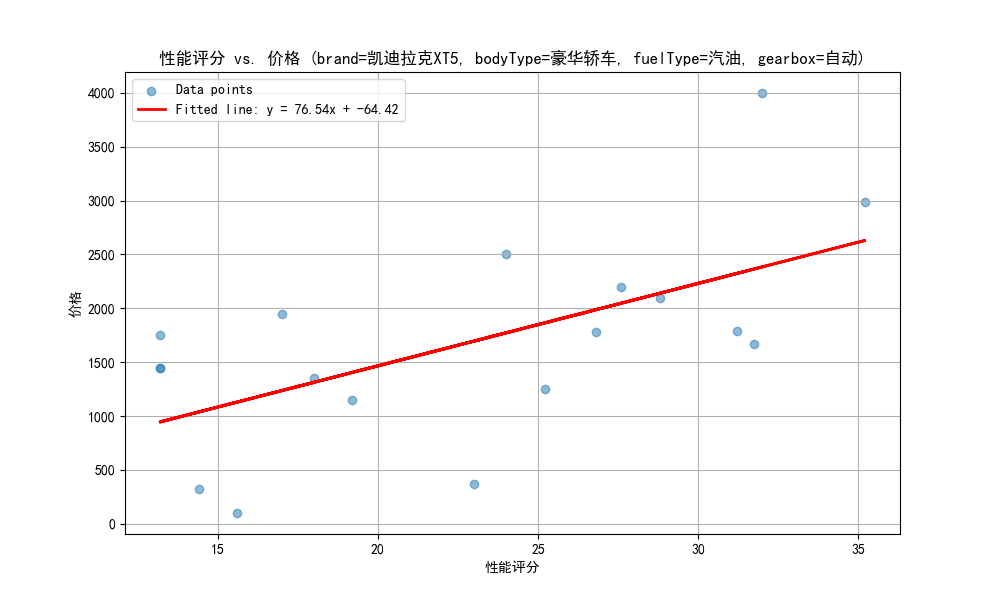 性能评分 vs. 价格 (brand=凯迪拉克XT5, bodyType=豪华轿车, fuelType=汽油, gearbox=自动)
Data points
Fitted line: y = 76.54x + -64.42
4000
3500
3000
2500
2000
1500
1000
500
0
价格
15
20
25
30
35
性能评分